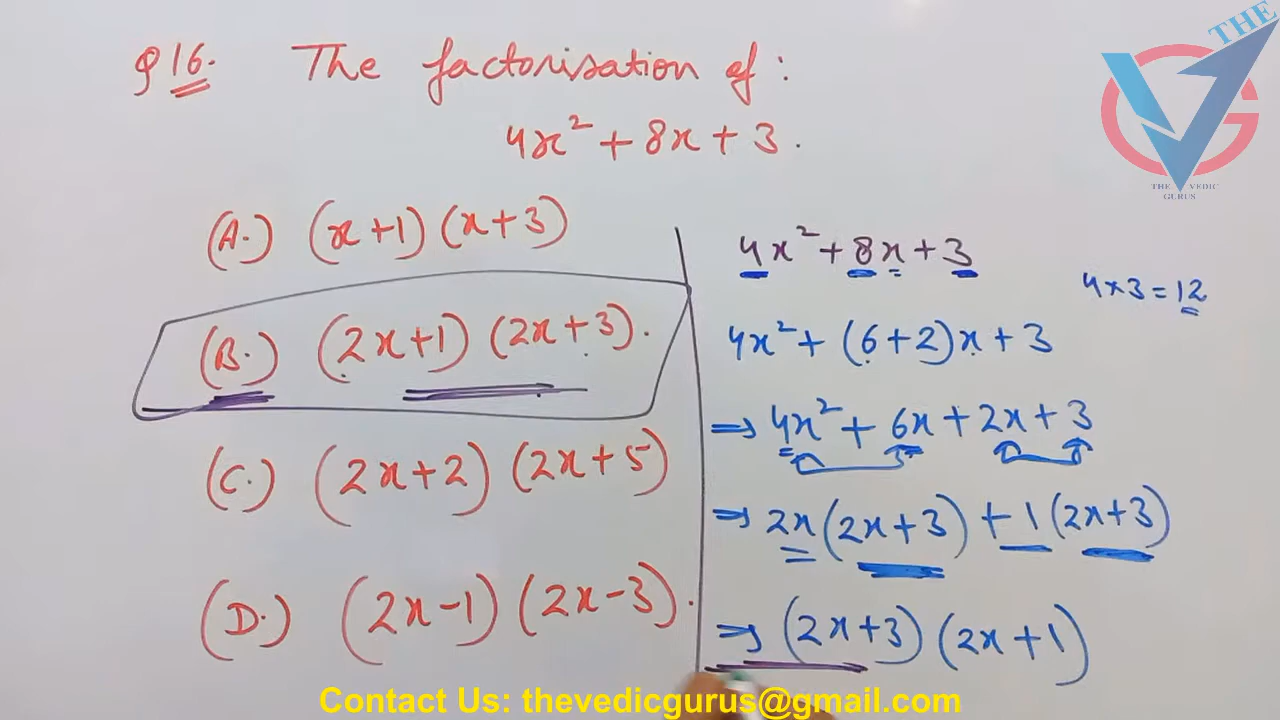 Q16. The factorisation of :
4x² + 8x + 3.
(A.) (x+1) (x+3)
(B.) (2x+1) (2x+3).
(C.) (2x+2) (2x+5)
(D.) (2x-1) (2x-3).
4x² + 8x + 3
4x3 = 12
4x² + (6+2)x + 3
⇒ 4x² + 6x + 2x + 3
⇒ 2x(2x+3) + 1(2x+3)
⇒ (2x+3) (2x+1)
THE
V
G
THE VEDIC
GURUS
Contact Us: thevedicgurus@gmail.com